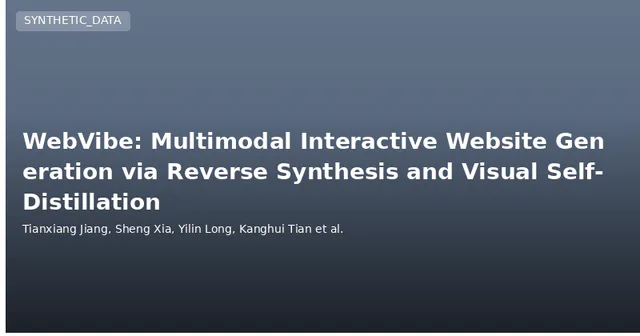 SYNTHETIC_DATA
WebVibe: Multimodal Interactive Website Gen
eration via Reverse Synthesis and Visual Self-
Distillation
Tianxiang Jiang, Sheng Xia, Yilin Long, Kanghui Tian et al.